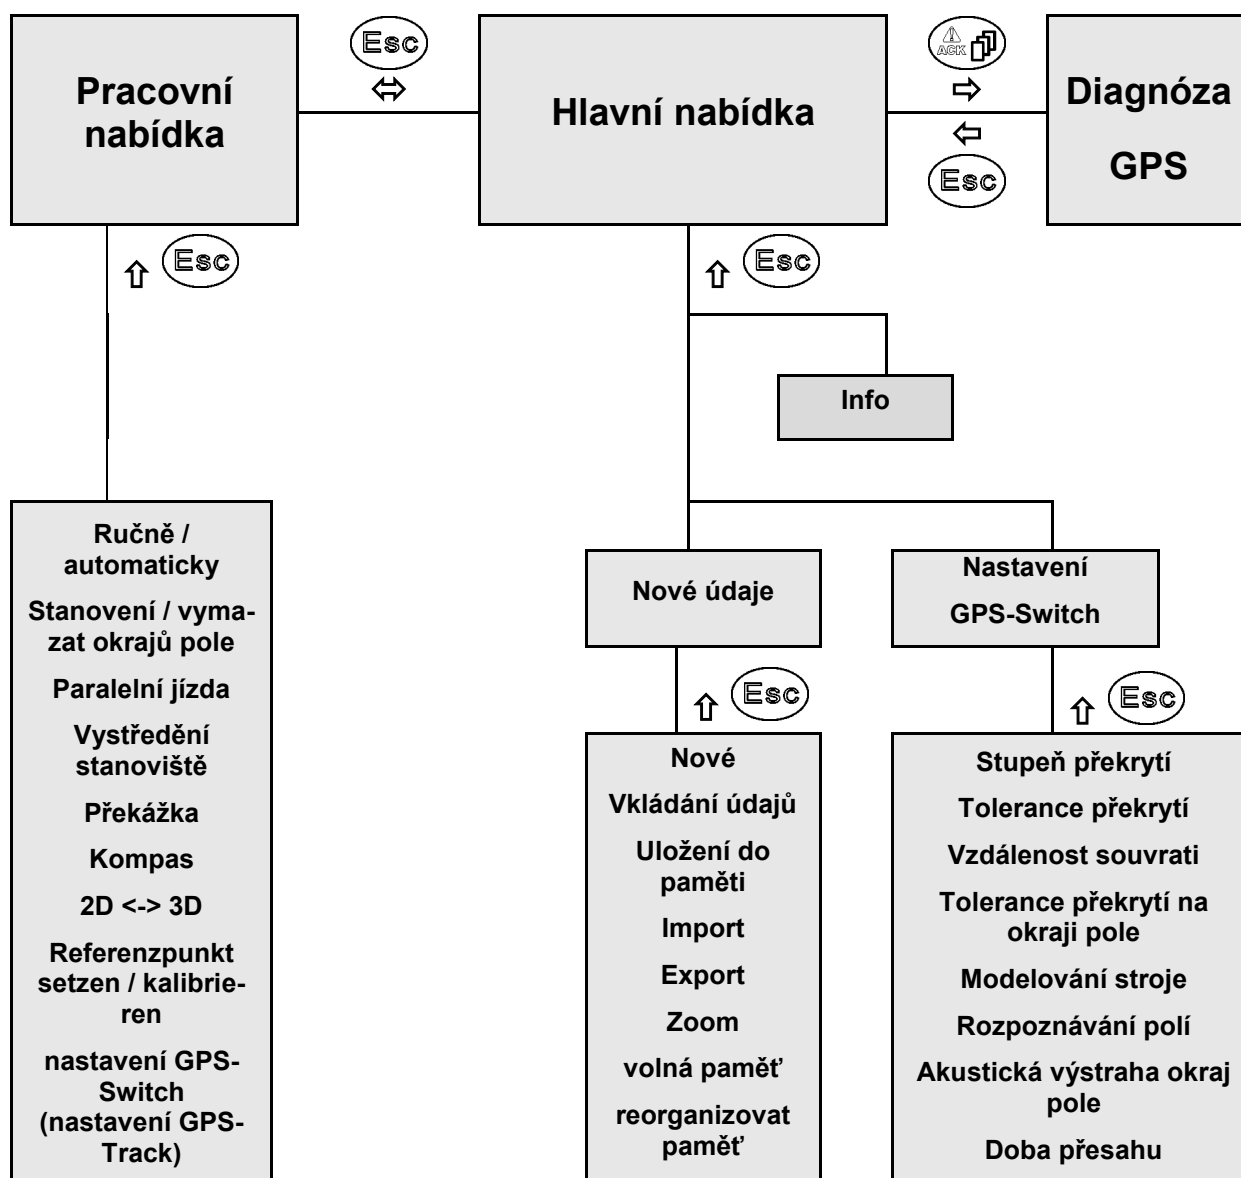 Pracovní
nabídka
Esc
Hlavní nabídka
ACK
Esc
Diagnóza
GPS
Esc
Esc
Info
Ručně /
automaticky
Stanovení / vyma-
zat okrajů pole
Paralelní jízda
Vystředění
stanoviště
Překážka
Kompas
2D <-> 3D
Referenzpunkt
setzen / kalibrie-
ren
nastavení GPS-
Switch
(nastavení GPS-
Track)
Nové údaje
Esc
Nové
Vkládání údajů
Uložení do
paměti
Import
Export
Zoom
volná paměť
reorganizovat
paměť
Nastavení
GPS-Switch
Esc
Stupeň překrytí
Tolerance překrytí
Vzdálenost souvrati
Tolerance překrytí na
okraji pole
Modelování stroje
Rozpoznávání polí
Akustická výstraha okraj
pole
Doba přesahu